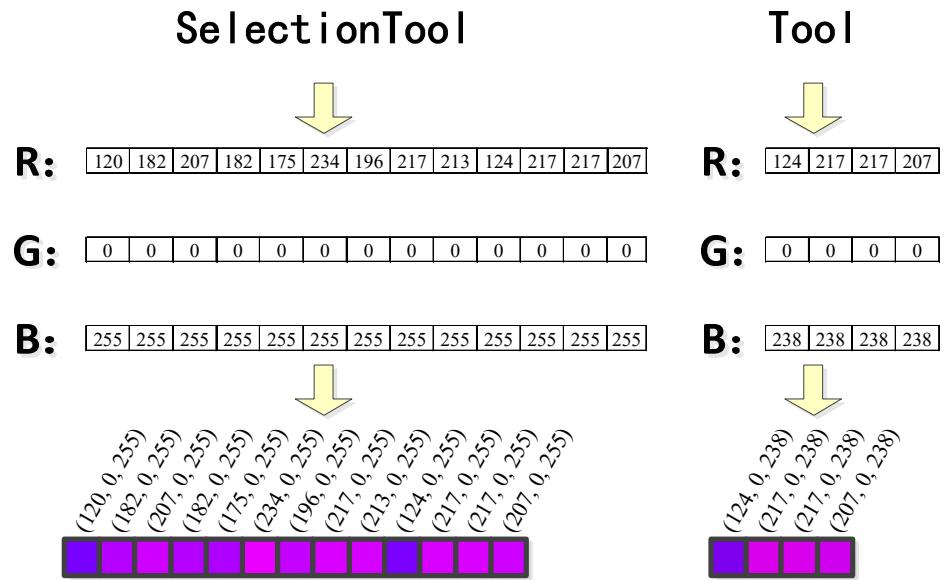 SelectionTool Tool
R: 120 182 207 182 175 234 196 217 213 124 217 217 207 R: 124 217 217 207
G: 0 0 0 0 0 0 0 0 0 0 0 0 0 G: 0 0 0 0
B: 255 255 255 255 255 255 255 255 255 255 255 255 255 B: 238 238 238 238
(120, 0, 255) (182, 0, 255) (207, 0, 255) (182, 0, 255) (175, 0, 255) (234, 0, 255) (196, 0, 255) (217, 0, 255) (213, 0, 255) (124, 0, 255) (217, 0, 255) (217, 0, 255) (207, 0, 255) (124, 0, 238) (217, 0, 238) (217, 0, 238) (207, 0, 238)